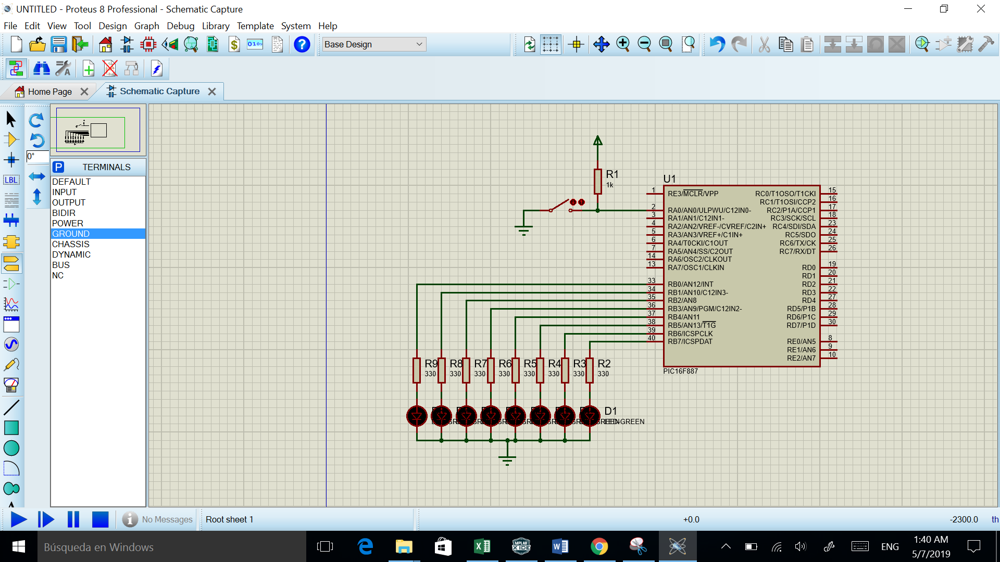 UNTITLED - Proteus 8 Professional - Schematic Capture
File Edit View Tool Design Graph Debug Library Template System Help
$ 0101 ? Base Design
Home Page Schematic Capture
0°
LBL
P TERMINALS
DEFAULT
INPUT
OUTPUT
BIDIR
POWER
GROUND
CHASSIS
DYNAMIC
BUS
NC
R1
1k
U1
1 RE3/MCLR/VPP
2 RA0/AN0/ULPWU/C12IN0-
3 RA1/AN1/C12IN1-
4 RA2/AN2/VREF-/CVREF/C2IN+
5 RA3/AN3/VREF+/C1IN+
6 RA4/T0CKI/C1OUT
7 RA5/AN4/SS/C2OUT
14 RA6/OSC2/CLKOUT
13 RA7/OSC1/CLKIN
33 RB0/AN12/INT
34 RB1/AN10/C12IN3-
35 RB2/AN8
36 RB3/AN9/PGM/C12IN2-
37 RB4/AN11
38 RB5/AN13/T1G
39 RB6/ICSPCLK
40 RB7/ICSPDAT
RC0/T1OSO/T1CKI 15
RC1/T1OSI/CCP2 16
RC2/P1A/CCP1 17
RC3/SCK/SCL 18
RC4/SDI/SDA 23
RC5/SDO 24
RC6/TX/CK 25
RC7/RX/DT 26
RD0 19
RD1 20
RD2 21
RD3 22
RD4 27
RD5/P1B 28
RD6/P1C 29
RD7/P1D 30
RE0/AN5 8
RE1/AN6 9
RE2/AN7 10
PIC16F887
R9 R8 R7 R6 R5 R4 R3 R2
330 330 330 330 330 330 330 330
D1
LED-GREEN
No Messages Root sheet 1 +0.0 -2300.0 th
Búsqueda en Windows
MPLAB
X IDE
ENG
1:40 AM
5/7/2019